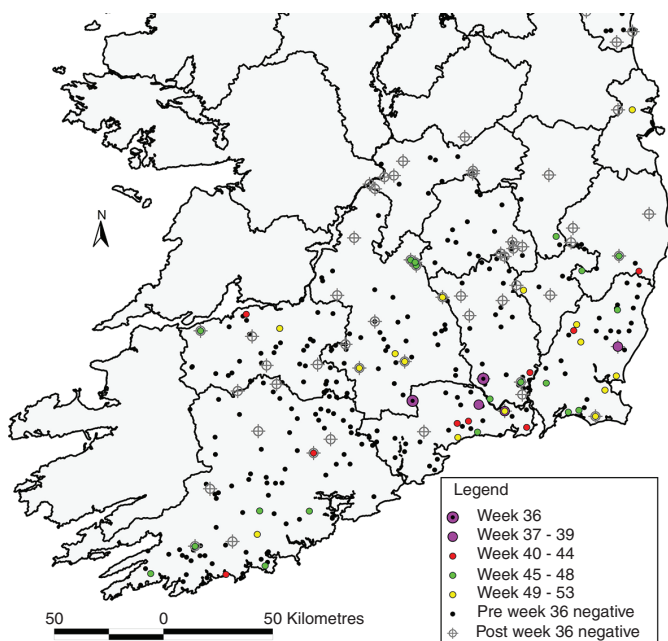 N
Legend
Week 36
Week 37 - 39
Week 40 - 44
Week 45 - 48
Week 49 - 53
Pre week 36 negative
Post week 36 negative
50 0 50 Kilometres